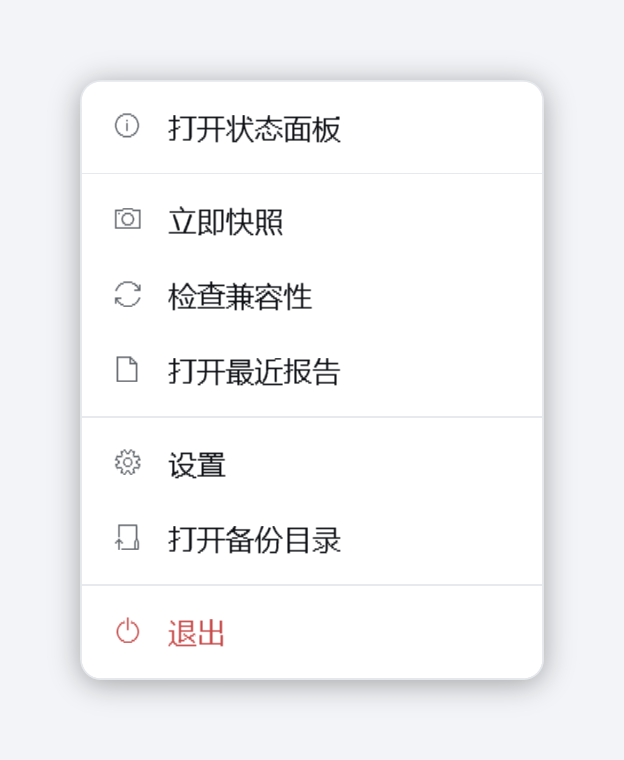 打开状态面板
立即快照
检查兼容性
打开最近报告
设置
打开备份目录
退出